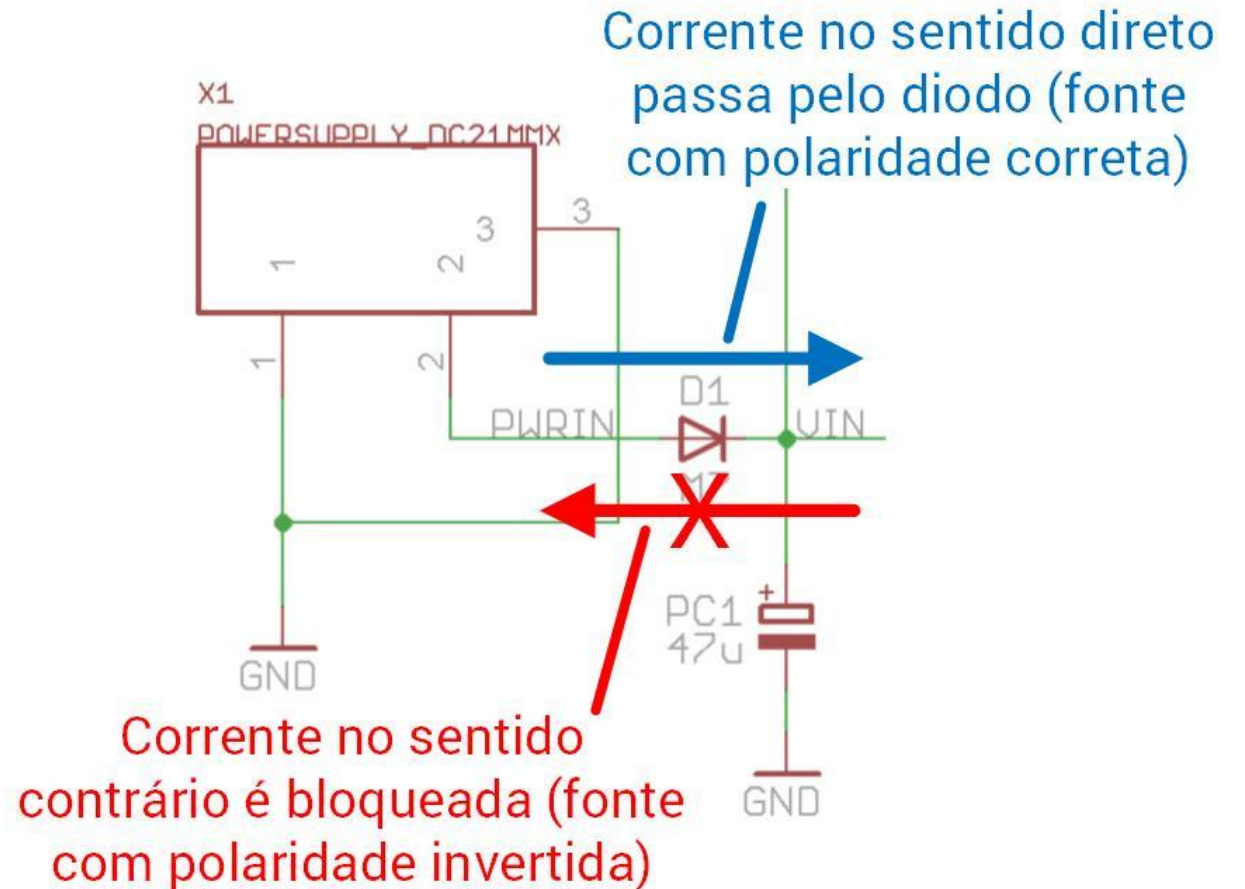 Corrente no sentido direto
passa pelo diodo (fonte
com polaridade correta)
X1
POWERSUPPLY_DC21MMX
3
3
1
2
1
2
D1
PWRIN
VIN
PC1
47u
+
GND
GND
Corrente no sentido
contrário é bloqueada (fonte
com polaridade invertida)